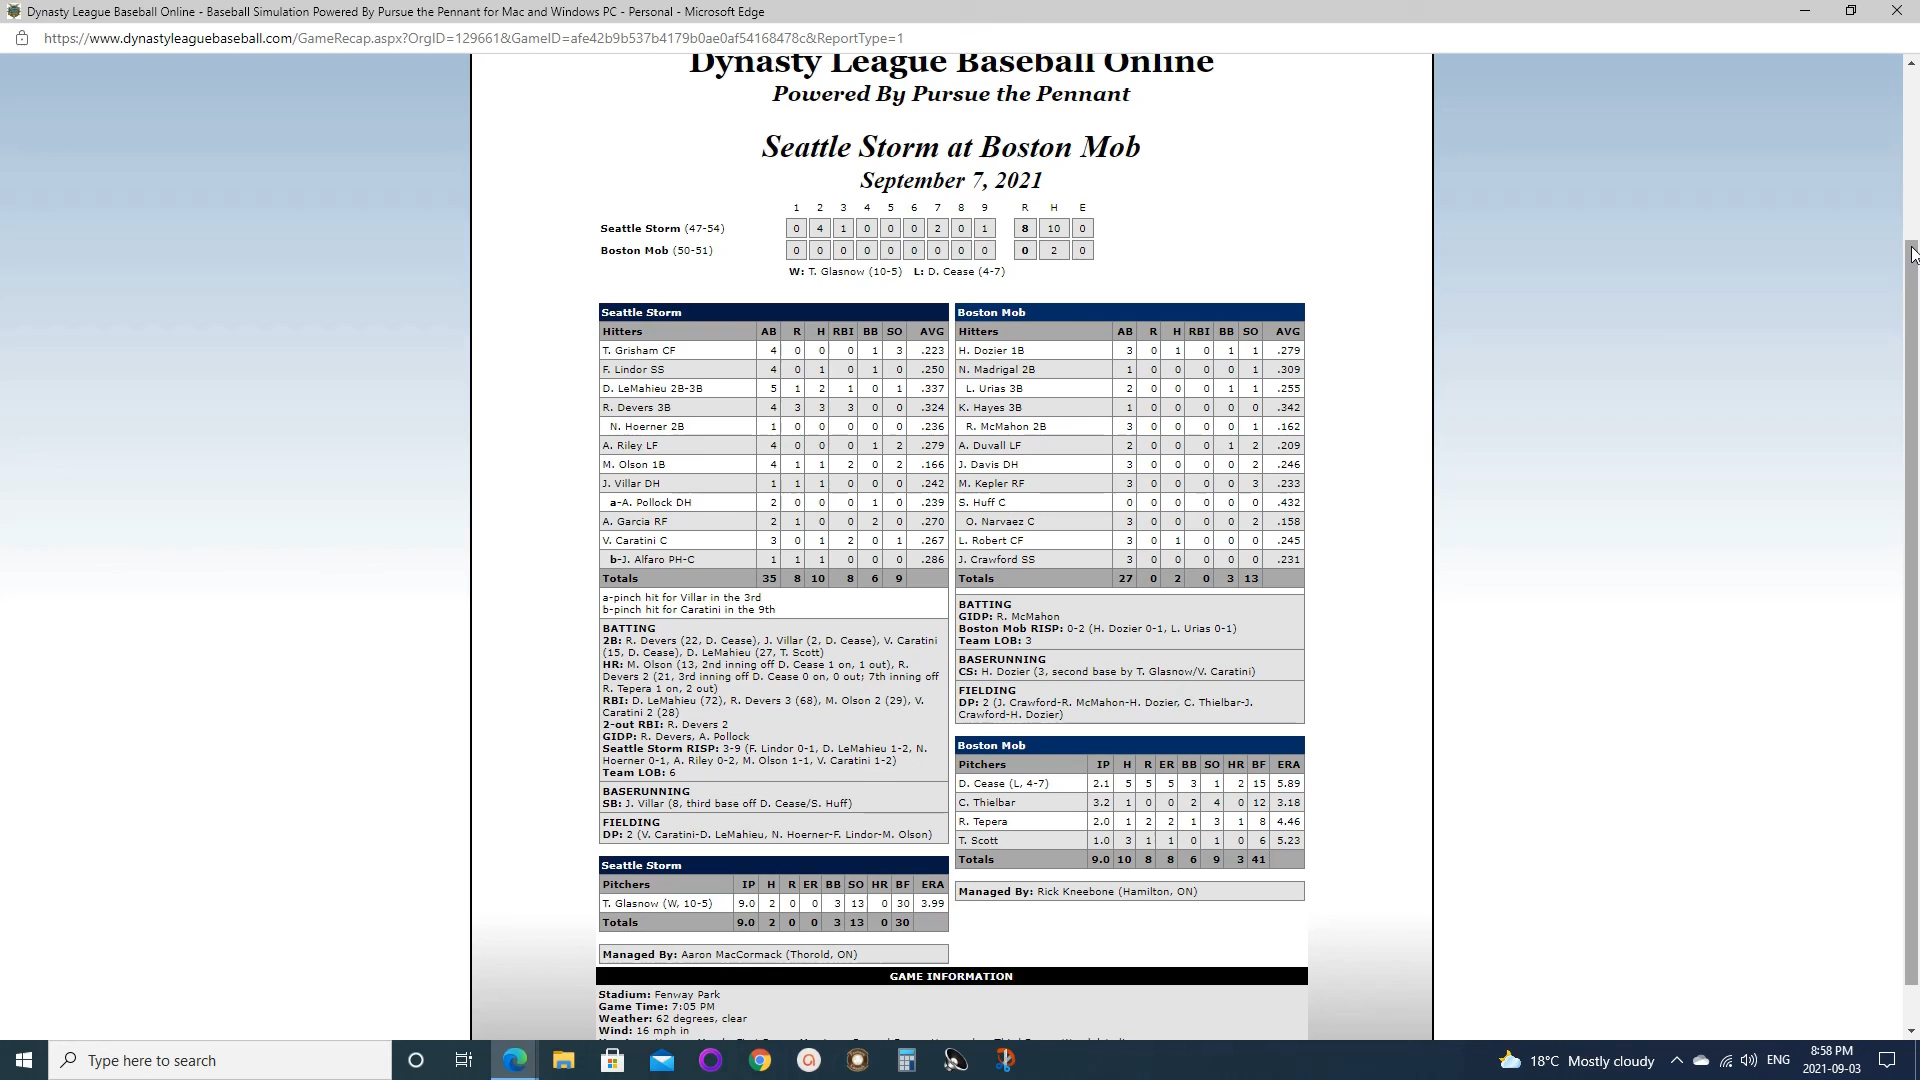 Dynasty League Baseball Online - Baseball Simulation Powered By Pursue the Pennant for Mac and Windows PC - Personal - Microsoft Edge
https://www.dynastyleaguebaseball.com/GameRecap.aspx?OrgID=129661&GameID=afe42b9b537b4179b0ae0af54168478c&ReportType=1
Dynasty League Baseball Online
Powered By Pursue the Pennant
Seattle Storm at Boston Mob
September 7, 2021
1 2 3 4 5 6 7 8 9 R H E
Seattle Storm (47-54) 0 4 1 0 0 0 2 0 1 8 10 0
Boston Mob (50-51) 0 0 0 0 0 0 0 0 0 0 2 0
W: T. Glasnow (10-5) L: D. Cease (4-7)
Seattle Storm
Hitters AB R H RBI BB SO AVG
T. Grisham CF 4 0 0 0 1 3 .223
F. Lindor SS 4 0 1 0 1 0 .250
D. LeMahieu 2B-3B 5 1 2 1 0 1 .337
R. Devers 3B 4 3 3 3 0 0 .324
N. Hoerner 2B 1 0 0 0 0 0 .236
A. Riley LF 4 0 0 0 1 2 .279
M. Olson 1B 4 1 1 2 0 2 .166
J. Villar DH 1 1 1 0 0 0 .242
a-A. Pollock DH 2 0 0 0 1 0 .239
A. Garcia RF 2 1 0 0 2 0 .270
V. Caratini C 3 0 1 2 0 1 .267
b-J. Alfaro PH-C 1 1 1 0 0 0 .286
Totals 35 8 10 8 6 9
a-pinch hit for Villar in the 3rd
b-pinch hit for Caratini in the 9th
BATTING
2B: R. Devers (22, D. Cease), J. Villar (2, D. Cease), V. Caratini
(15, D. Cease), D. LeMahieu (27, T. Scott)
HR: M. Olson (13, 2nd inning off D. Cease 1 on, 1 out), R.
Devers 2 (21, 3rd inning off D. Cease 0 on, 0 out; 7th inning off
R. Tepera 1 on, 2 out)
RBI: D. LeMahieu (72), R. Devers 3 (68), M. Olson 2 (29), V.
Caratini 2 (28)
2-out RBI: R. Devers 2
GIDP: R. Devers, A. Pollock
Seattle Storm RISP: 3-9 (F. Lindor 0-1, D. LeMahieu 1-2, N.
Hoerner 0-1, A. Riley 0-2, M. Olson 1-1, V. Caratini 1-2)
Team LOB: 6
BASERUNNING
SB: J. Villar (8, third base off D. Cease/S. Huff)
FIELDING
DP: 2 (V. Caratini-D. LeMahieu, N. Hoerner-F. Lindor-M. Olson)
Seattle Storm
Pitchers IP H R ER BB SO HR BF ERA
T. Glasnow (W, 10-5) 9.0 2 0 0 3 13 0 30 3.99
Totals 9.0 2 0 0 3 13 0 30
Managed By: Aaron MacCormack (Thorold, ON)
Boston Mob
Hitters AB R H RBI BB SO AVG
H. Dozier 1B 3 0 1 0 1 1 .279
N. Madrigal 2B 1 0 0 0 0 1 .309
L. Urias 3B 2 0 0 0 1 1 .255
K. Hayes 3B 1 0 0 0 0 0 .342
R. McMahon 2B 3 0 0 0 0 1 .162
A. Duvall LF 2 0 0 0 1 2 .209
J. Davis DH 3 0 0 0 0 2 .246
M. Kepler RF 3 0 0 0 0 3 .233
S. Huff C 0 0 0 0 0 0 .432
O. Narvaez C 3 0 0 0 0 2 .158
L. Robert CF 3 0 1 0 0 0 .245
J. Crawford SS 3 0 0 0 0 0 .231
Totals 27 0 2 0 3 13
BATTING
GIDP: R. McMahon
Boston Mob RISP: 0-2 (H. Dozier 0-1, L. Urias 0-1)
Team LOB: 3
BASERUNNING
CS: H. Dozier (3, second base by T. Glasnow/V. Caratini)
FIELDING
DP: 2 (J. Crawford-R. McMahon-H. Dozier, C. Thielbar-J.
Crawford-H. Dozier)
Boston Mob
Pitchers IP H R ER BB SO HR BF ERA
D. Cease (L, 4-7) 2.1 5 5 5 3 1 2 15 5.89
C. Thielbar 3.2 1 0 0 2 4 0 12 3.18
R. Tepera 2.0 1 2 2 1 3 1 8 4.46
T. Scott 1.0 3 1 1 0 1 0 6 5.23
Totals 9.0 10 8 8 6 9 3 41
Managed By: Rick Kneebone (Hamilton, ON)
GAME INFORMATION
Stadium: Fenway Park
Game Time: 7:05 PM
Weather: 62 degrees, clear
Wind: 16 mph in
Type here to search
18°C Mostly cloudy
ENG
8:58 PM
2021-09-03